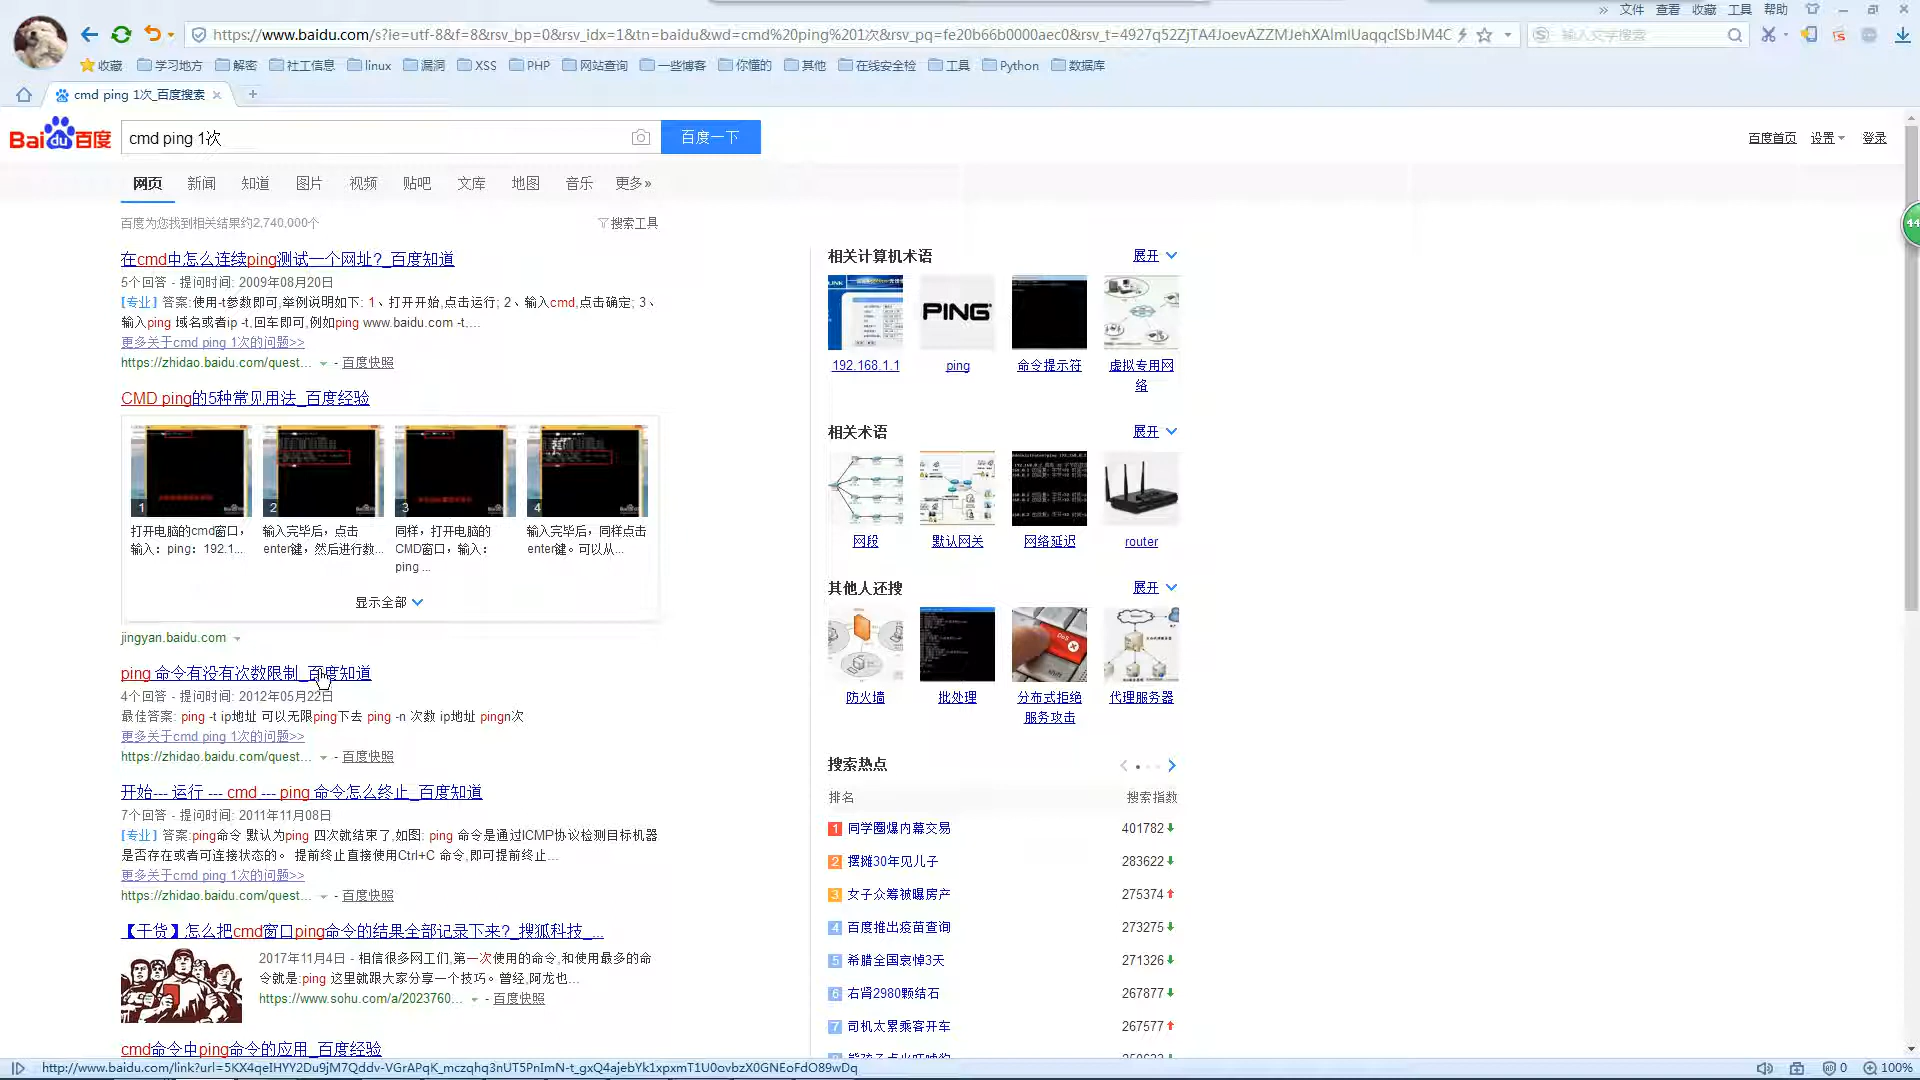 » 文件 查看 收藏 工具 帮助
https://www.baidu.com/s?ie=utf-8&f=8&rsv_bp=0&rsv_idx=1&tn=baidu&wd=cmd%20ping%201次&rsv_pq=fe20b66b0000aec0&rsv_t=4927q52ZjTA4JoevAZZMJehXAlmlUaqqcISbJM4C
输入文字搜索
收藏 学习地方 解密 社工信息 linux 漏洞 XSS PHP 网站查询 一些博客 你懂的 其他 在线安全检 工具 Python 数据库
cmd ping 1次_百度搜索
Bai du 百度 cmd ping 1次 百度一下
百度首页 设置 登录
网页 新闻 知道 图片 视频 贴吧 文库 地图 音乐 更多»
百度为您找到相关结果约2,740,000个 搜索工具
44
在cmd中怎么连续ping测试一个网址?_百度知道
5个回答 - 提问时间: 2009年08月20日
[专业] 答案:使用-t参数即可,举例说明如下: 1、打开开始,点击运行; 2、输入cmd,点击确定; 3、
输入ping 域名或者ip -t,回车即可,例如ping www.baidu.com -t....
更多关于cmd ping 1次的问题>>
https://zhidao.baidu.com/quest... - 百度快照
CMD ping的5种常见用法_百度经验
1 2 3 4
打开电脑的cmd窗口，
输入：ping：192.1...
输入完毕后，点击
enter键，然后进行数...
同样，打开电脑的
CMD窗口，输入：
ping ...
输入完毕后，同样点击
enter键。可以从...
显示全部
jingyan.baidu.com
ping 命令有没有次数限制_百度知道
4个回答 - 提问时间: 2012年05月22日
最佳答案: ping -t ip地址 可以无限ping下去 ping -n 次数 ip地址 pingn次
更多关于cmd ping 1次的问题>>
https://zhidao.baidu.com/quest... - 百度快照
开始--- 运行 --- cmd --- ping 命令怎么终止_百度知道
7个回答 - 提问时间: 2011年11月08日
[专业] 答案:ping命令 默认为ping 四次就结束了,如图: ping 命令是通过ICMP协议检测目标机器
是否存在或者可连接状态的。 提前终止直接使用Ctrl+C 命令,即可提前终止...
更多关于cmd ping 1次的问题>>
https://zhidao.baidu.com/quest... - 百度快照
【干货】怎么把cmd窗口ping命令的结果全部记录下来?_搜狐科技_...
2017年11月4日 - 相信很多网工们,第一次使用的命令,和使用最多的命
令就是:ping 这里就跟大家分享一个技巧。曾经,阿龙也...
https://www.sohu.com/a/2023760... - 百度快照
cmd命令中ping命令的应用_百度经验
相关计算机术语 展开
PING
192.168.1.1 ping 命令提示符 虚拟专用网
络
相关术语 展开
网段 默认网关 网络延迟 router
其他人还搜 展开
防火墙 批处理 分布式拒绝 代理服务器
服务攻击
搜索热点
排名 搜索指数
1 同学圈爆内幕交易 401782
2 摆摊30年见儿子 283622
3 女子众筹被曝房产 275374
4 百度推出疫苗查询 273275
5 希腊全国哀悼3天 271326
6 右肾2980颗结石 267877
7 司机太累乘客开车 267577
http://www.baidu.com/link?url=5KX4qeIHYY2Du9jM7Qddv-VGrAPqK_mczqhq3nUT5PnImN-t_gxQ4ajebYk1xpxmT1U0ovbzX0GNEoFdO89wDq
0 100%